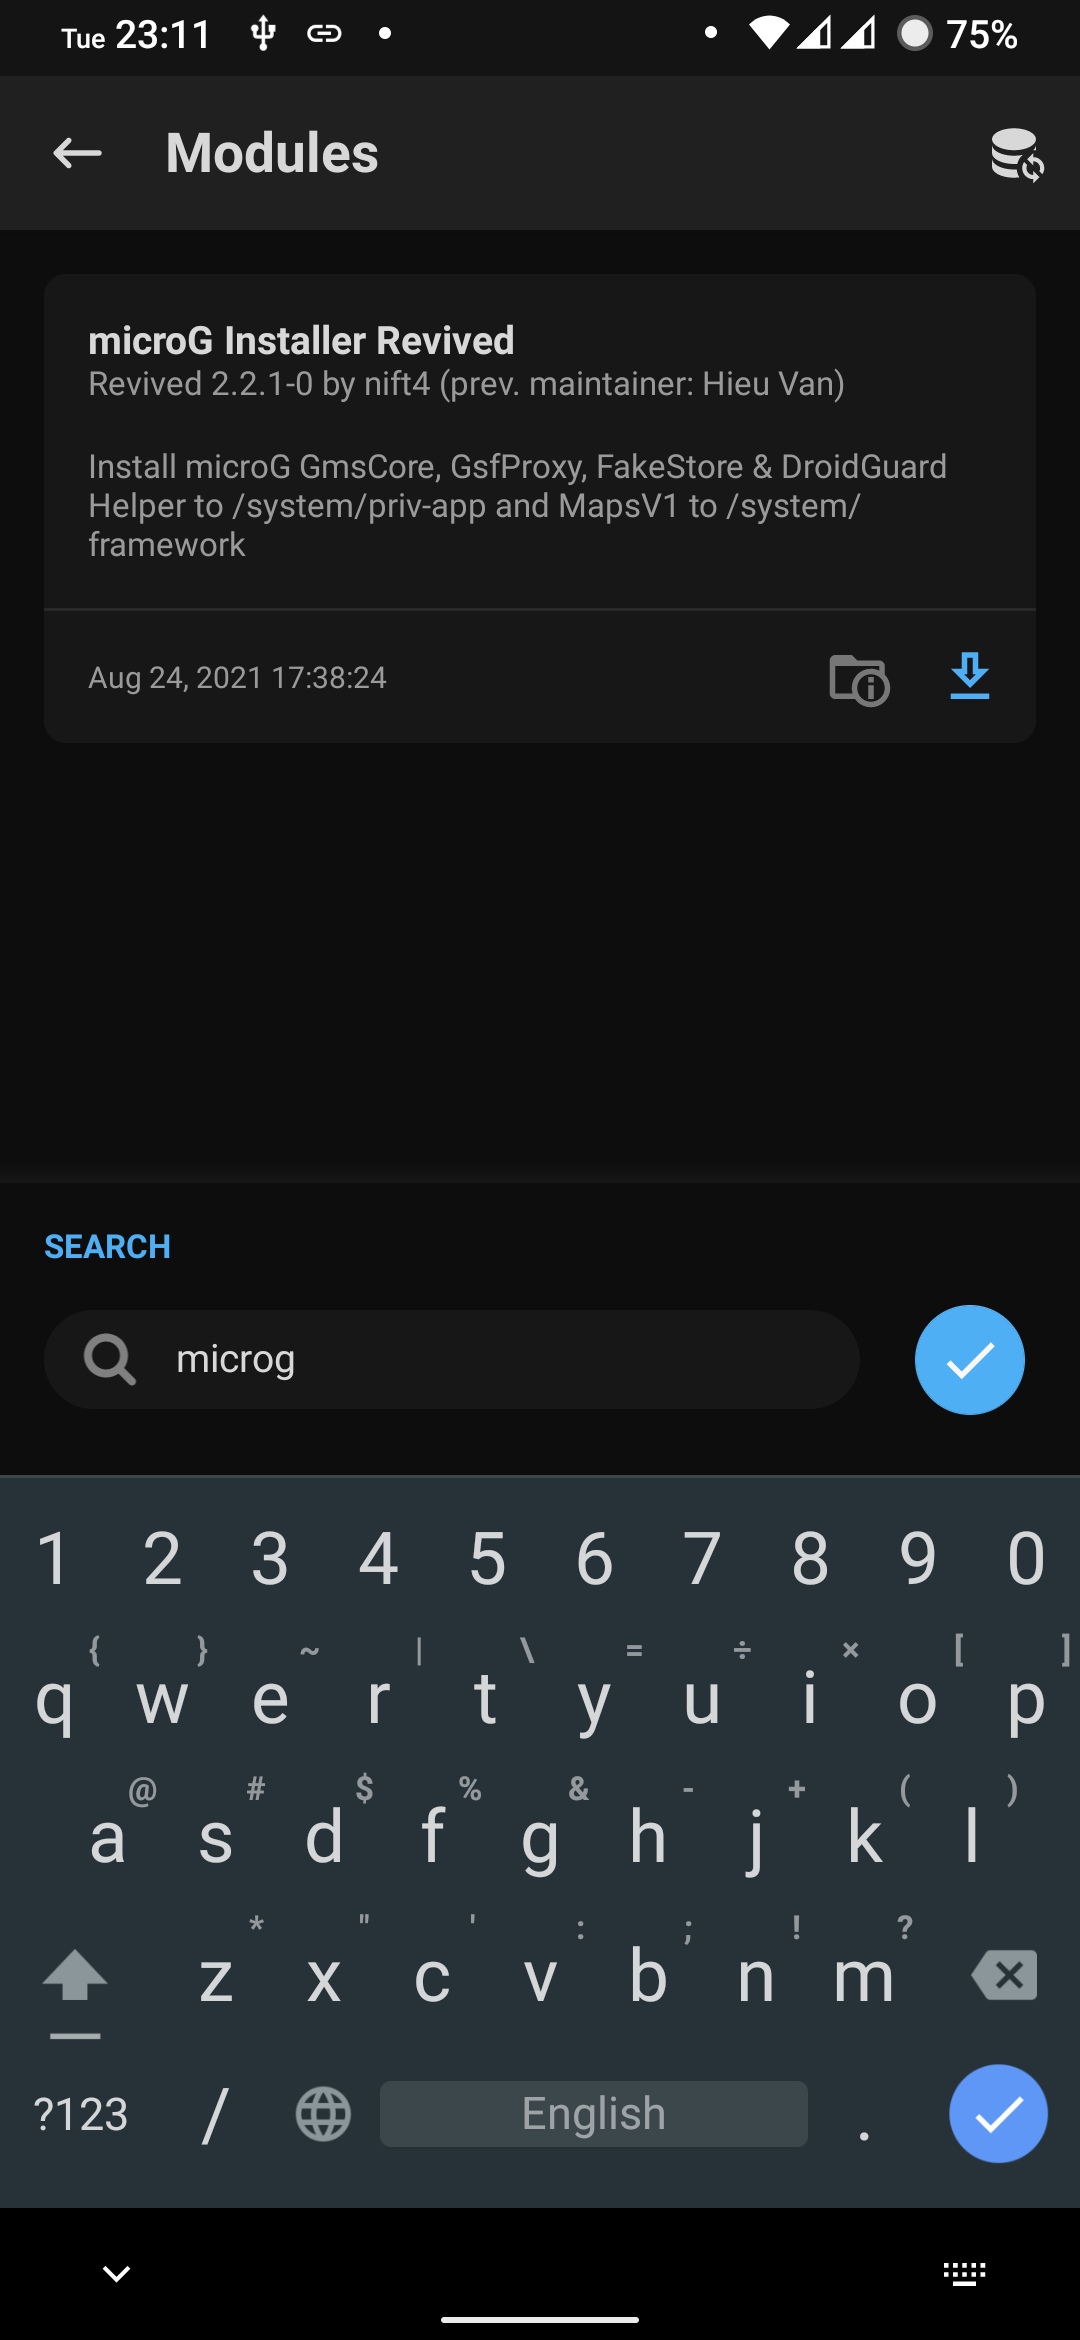 Tue 23:11 75%
Modules
microG Installer Revived
Revived 2.2.1-0 by nift4 (prev. maintainer: Hieu Van)
Install microG GmsCore, GsfProxy, FakeStore & DroidGuard
Helper to /system/priv-app and MapsV1 to /system/
framework
Aug 24, 2021 17:38:24
SEARCH
microg
1 2 3 4 5 6 7 8 9 0
{ } ~ | \ = ÷ × [ ]
q w e r t y u i o p
@ # $ % & - + ( )
a s d f g h j k l
* " ' : ; ! ?
z x c v b n m
?123 / English .